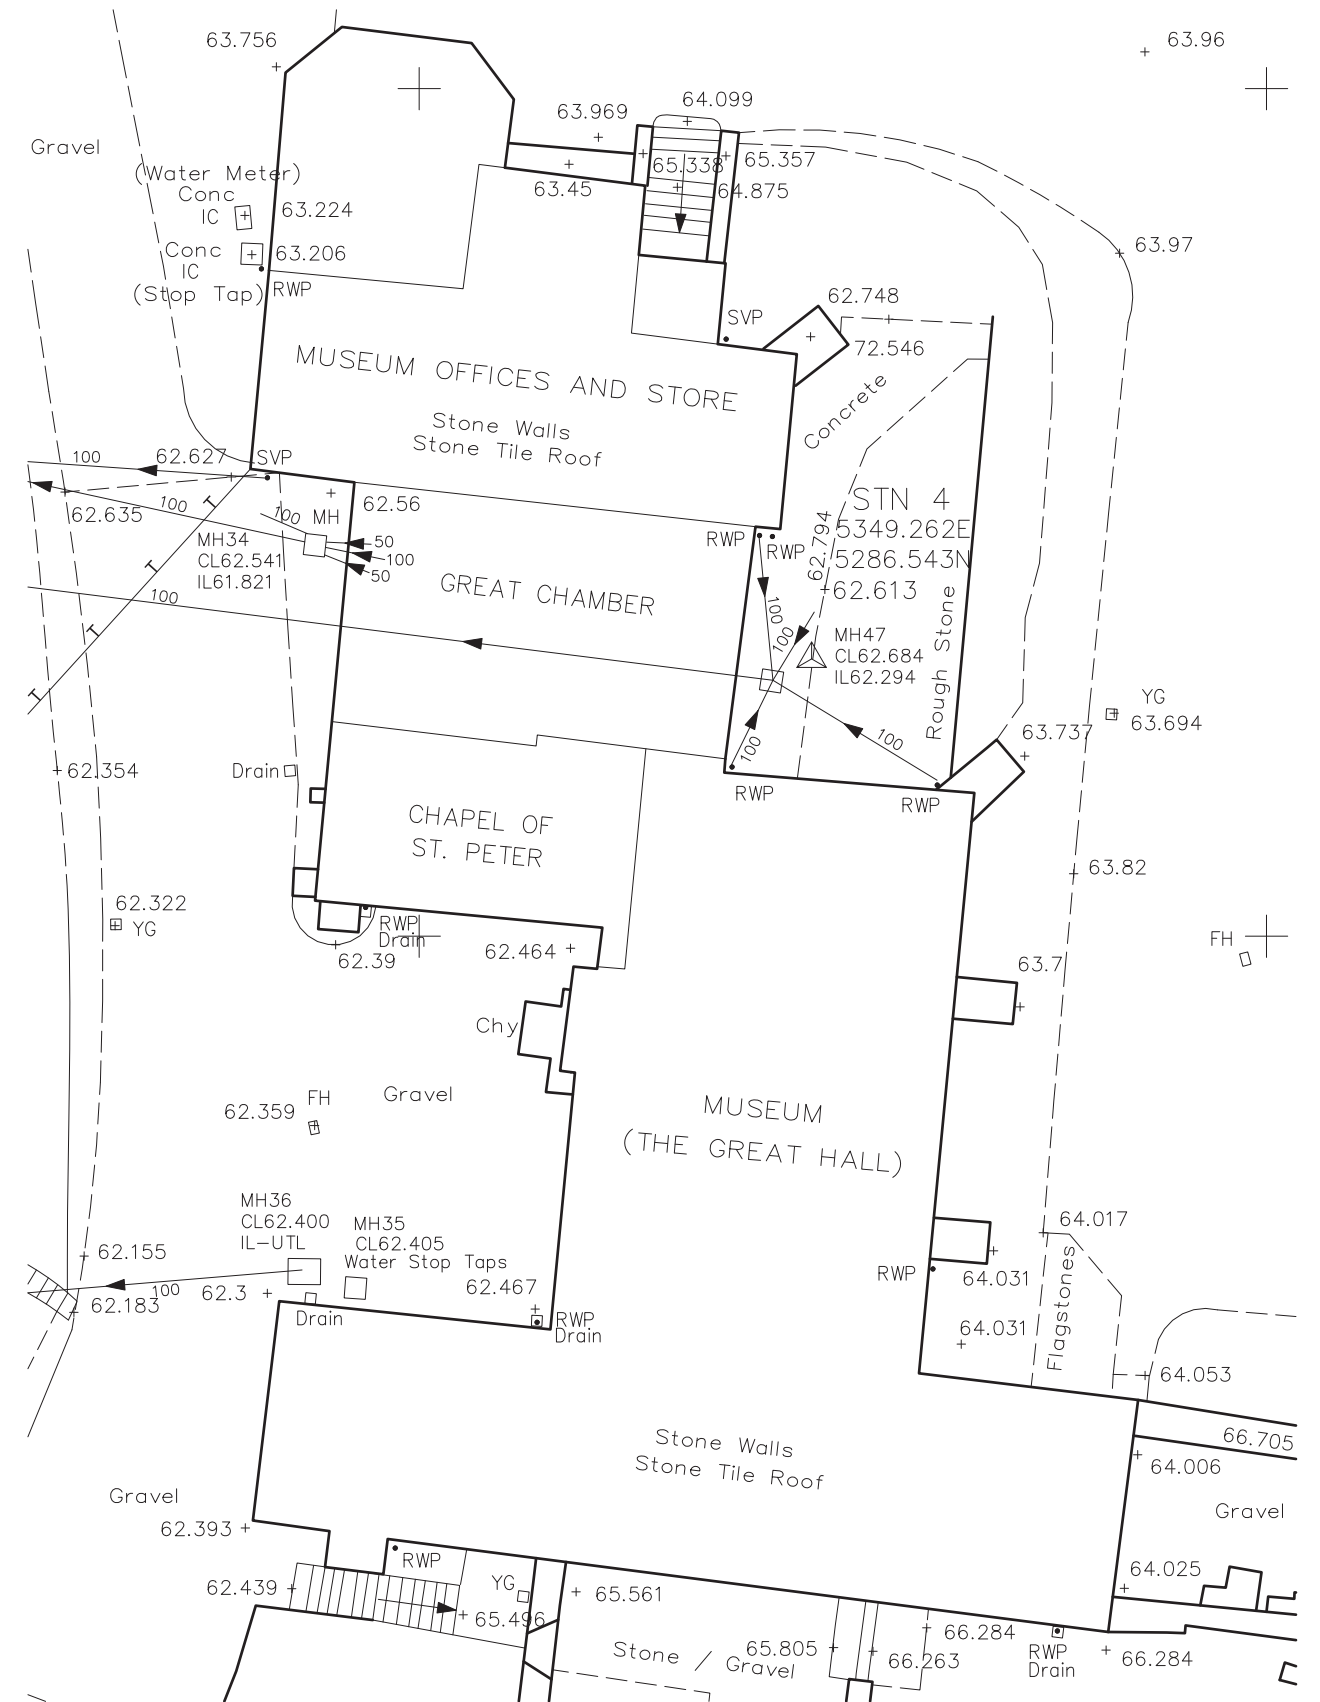 63.756
63.96
64.099
63.969
Gravel
65.338
65.357
(Water Meter)
Conc
IC
63.45
64.875
63.224
Conc
IC
63.206
(Stop Tap)
RWP
63.97
62.748
SVP
72.546
MUSEUM OFFICES AND STORE
Concrete
Stone Walls
Stone Tile Roof
100
62.627
SVP
100
62.635
100
MH
62.56
STN 4
5349.262E
5286.543N
62.613
62.794
RWP
RWP
MH34
CL62.541
IL61.821
50
100
50
100
GREAT CHAMBER
100
100
MH47
CL62.684
IL62.294
Rough Stone
YG
63.694
63.737
100
100
62.354
Drain
RWP
RWP
CHAPEL OF
ST. PETER
63.82
62.322
YG
RWP
Drain
62.39
62.464
FH
63.7
Chy
Gravel
FH
62.359
MUSEUM
(THE GREAT HALL)
MH36
CL62.400
IL-UTL
MH35
CL62.405
Water Stop Taps
62.155
100
62.183
62.3
62.467
Drain
RWP
Drain
64.017
RWP
64.031
Flagstones
64.031
64.053
Stone Walls
Stone Tile Roof
66.705
64.006
Gravel
Gravel
62.393
RWP
62.439
YG
65.496
65.561
64.025
Stone / Gravel
65.805
66.263
66.284
RWP
Drain
66.284